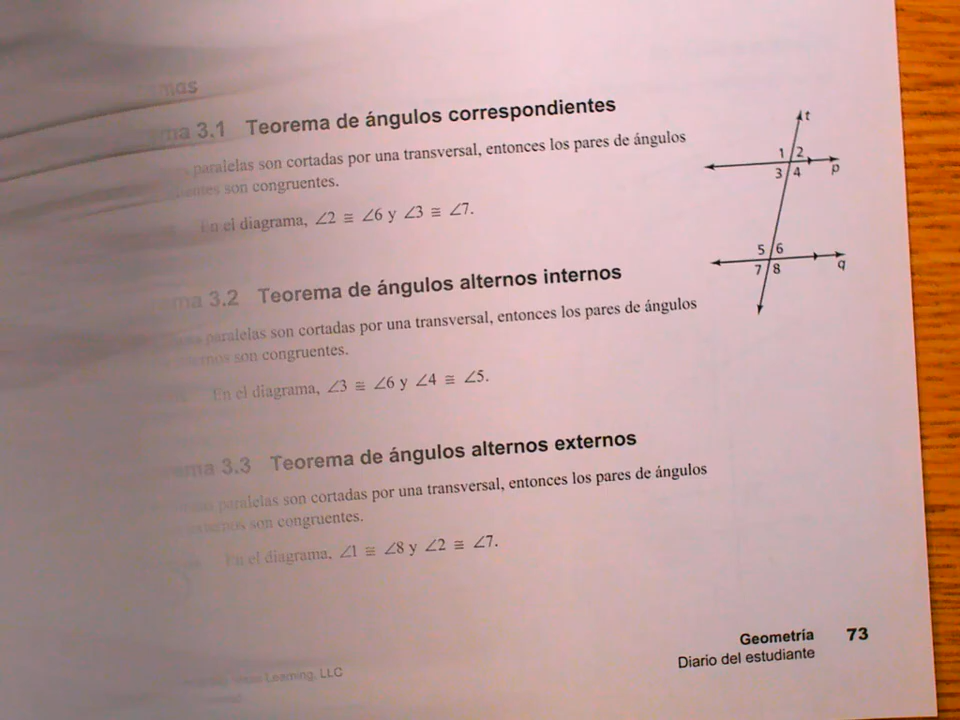 mas
ma 3.1 Teorema de ángulos correspondientes
paralelas son cortadas por una transversal, entonces los pares de ángulos
son congruentes.
En el diagrama, ∠2 ≅ ∠6 y ∠3 ≅ ∠7.
t
1 2
3 4
p
5 6
7 8
q
ma 3.2 Teorema de ángulos alternos internos
paralelas son cortadas por una transversal, entonces los pares de ángulos
son congruentes.
En el diagrama, ∠3 ≅ ∠6 y ∠4 ≅ ∠5.
ema 3.3 Teorema de ángulos alternos externos
paralelas son cortadas por una transversal, entonces los pares de ángulos
externos son congruentes.
En el diagrama, ∠1 ≅ ∠8 y ∠2 ≅ ∠7.
Geometría 73
Diario del estudiante
Learning, LLC